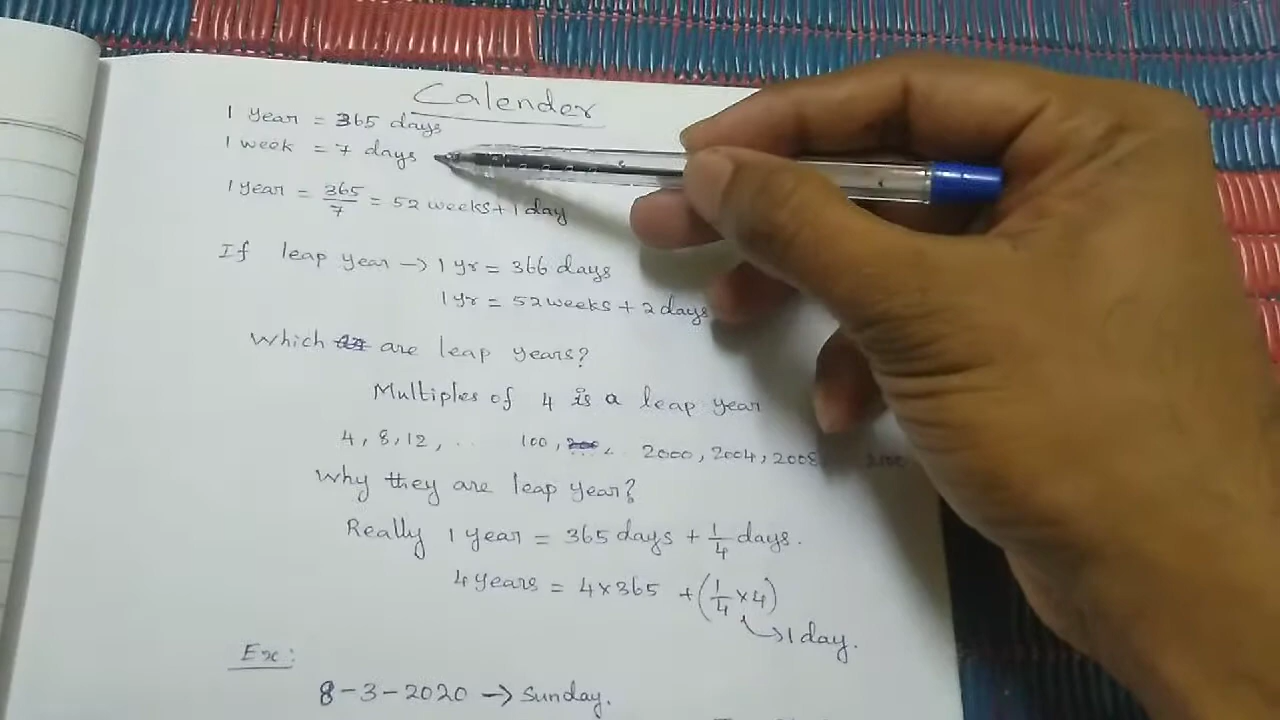 Calender
1 Year = 365 days
1 week = 7 days
1 year = 365/7 = 52 weeks + 1 day
If leap year → 1 yr = 366 days
1 yr = 52 weeks + 2 days
Which are leap years?
Multiples of 4 is a leap year
4, 8, 12, .. 100, .. 2000, 2004, 2008
Why they are leap year?
Really 1 year = 365 days + 1/4 days.
4 years = 4×365 + (1/4 × 4)
→ 1 day.
Ex:
8-3-2020 → Sunday.